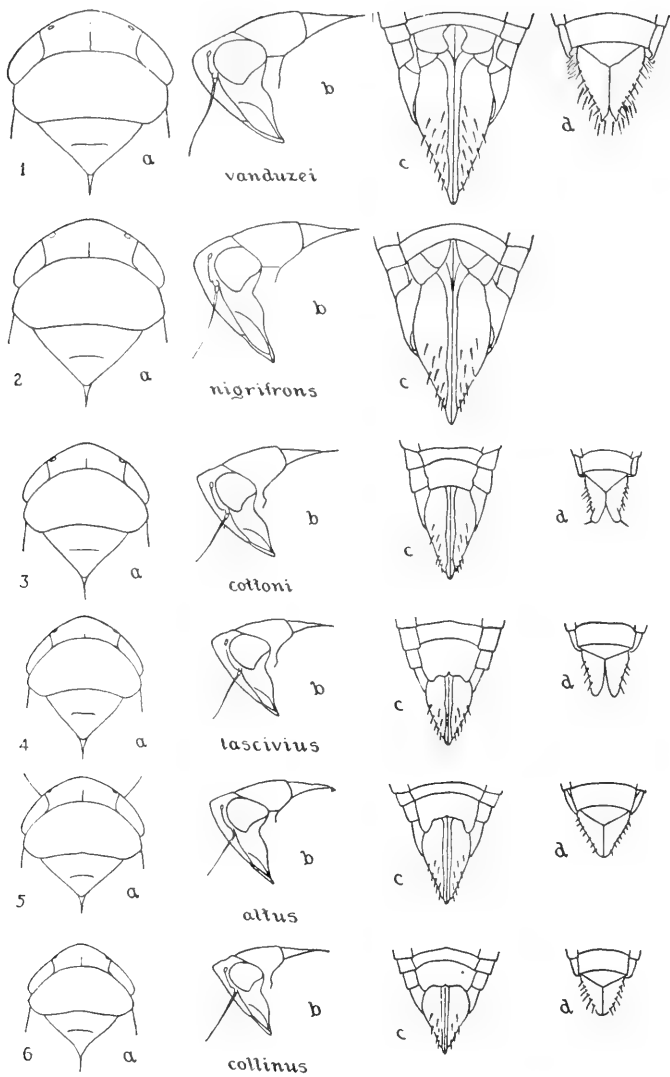 1 a b c d
vanduzei
2 a b c
nigrifrons
3 a b c d
cottoni
4 a b c d
lascivius
5 a b c d
altus
6 a b c d
collinus